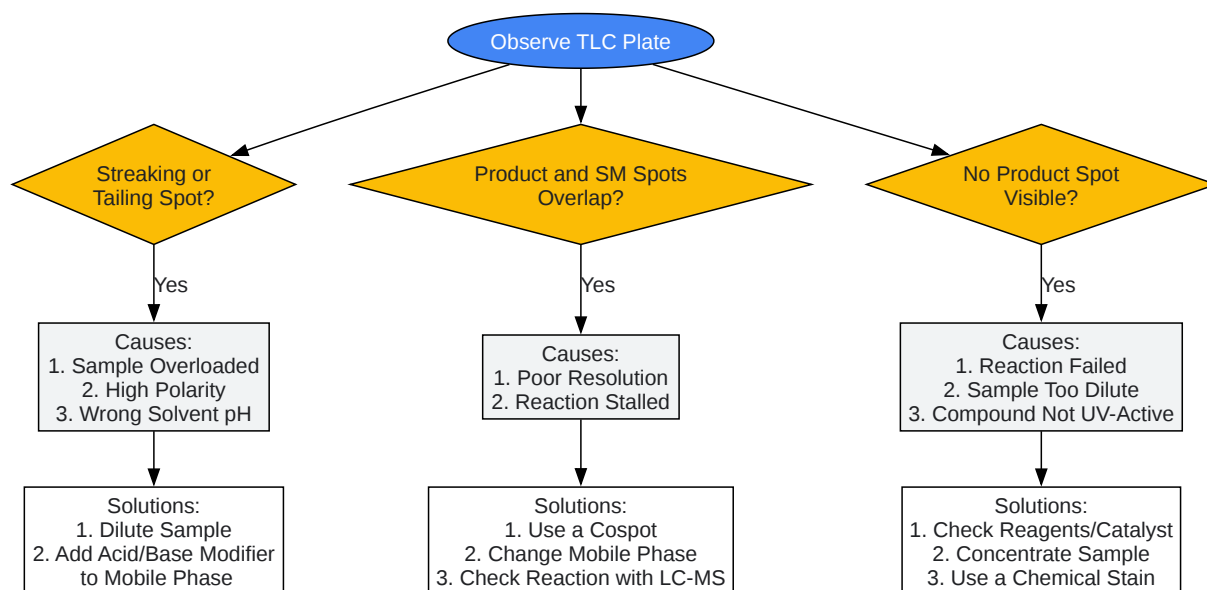 Observe TLC Plate
Streaking or
Tailing Spot?
Product and SM Spots
Overlap?
No Product Spot
Visible?
Yes
Yes
Yes
Causes:
1. Sample Overloaded
2. High Polarity
3. Wrong Solvent pH
Causes:
1. Poor Resolution
2. Reaction Stalled
Causes:
1. Reaction Failed
2. Sample Too Dilute
3. Compound Not UV-Active
Solutions:
1. Dilute Sample
2. Add Acid/Base Modifier
to Mobile Phase
Solutions:
1. Use a Cospot
2. Change Mobile Phase
3. Check Reaction with LC-MS
Solutions:
1. Check Reagents/Catalyst
2. Concentrate Sample
3. Use a Chemical Stain